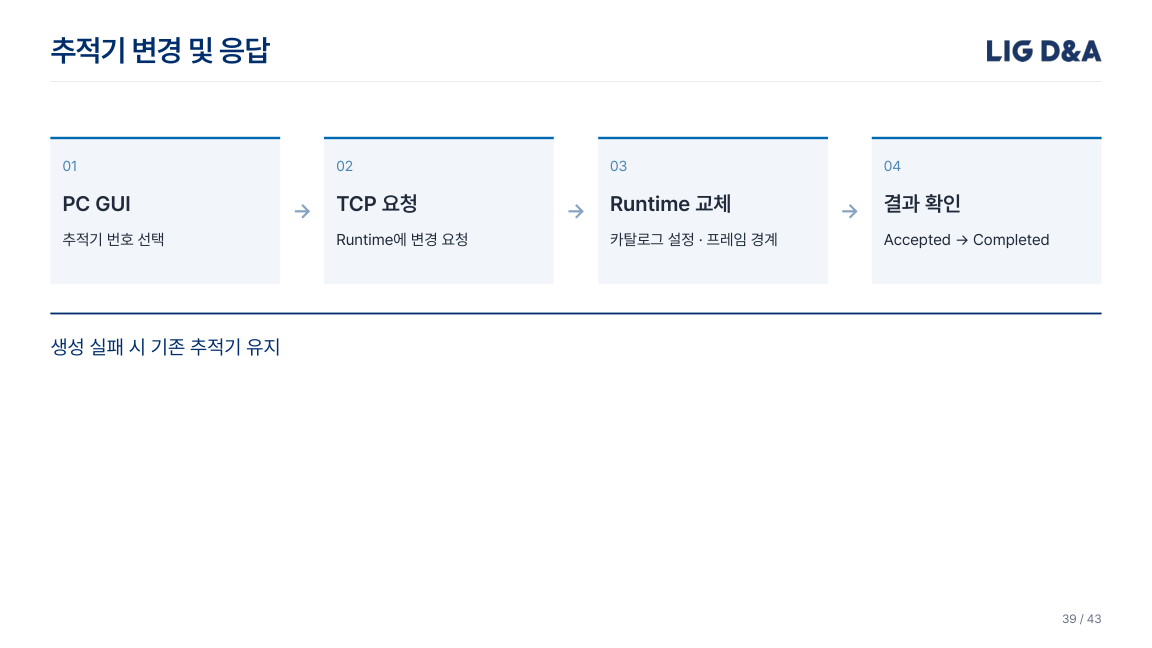 추적기 변경 및 응답
LIG D&A
01
PC GUI
추적기 번호 선택
→
02
TCP 요청
Runtime에 변경 요청
→
03
Runtime 교체
카탈로그 설정 · 프레임 경계
→
04
결과 확인
Accepted → Completed
생성 실패 시 기존 추적기 유지
39 / 43